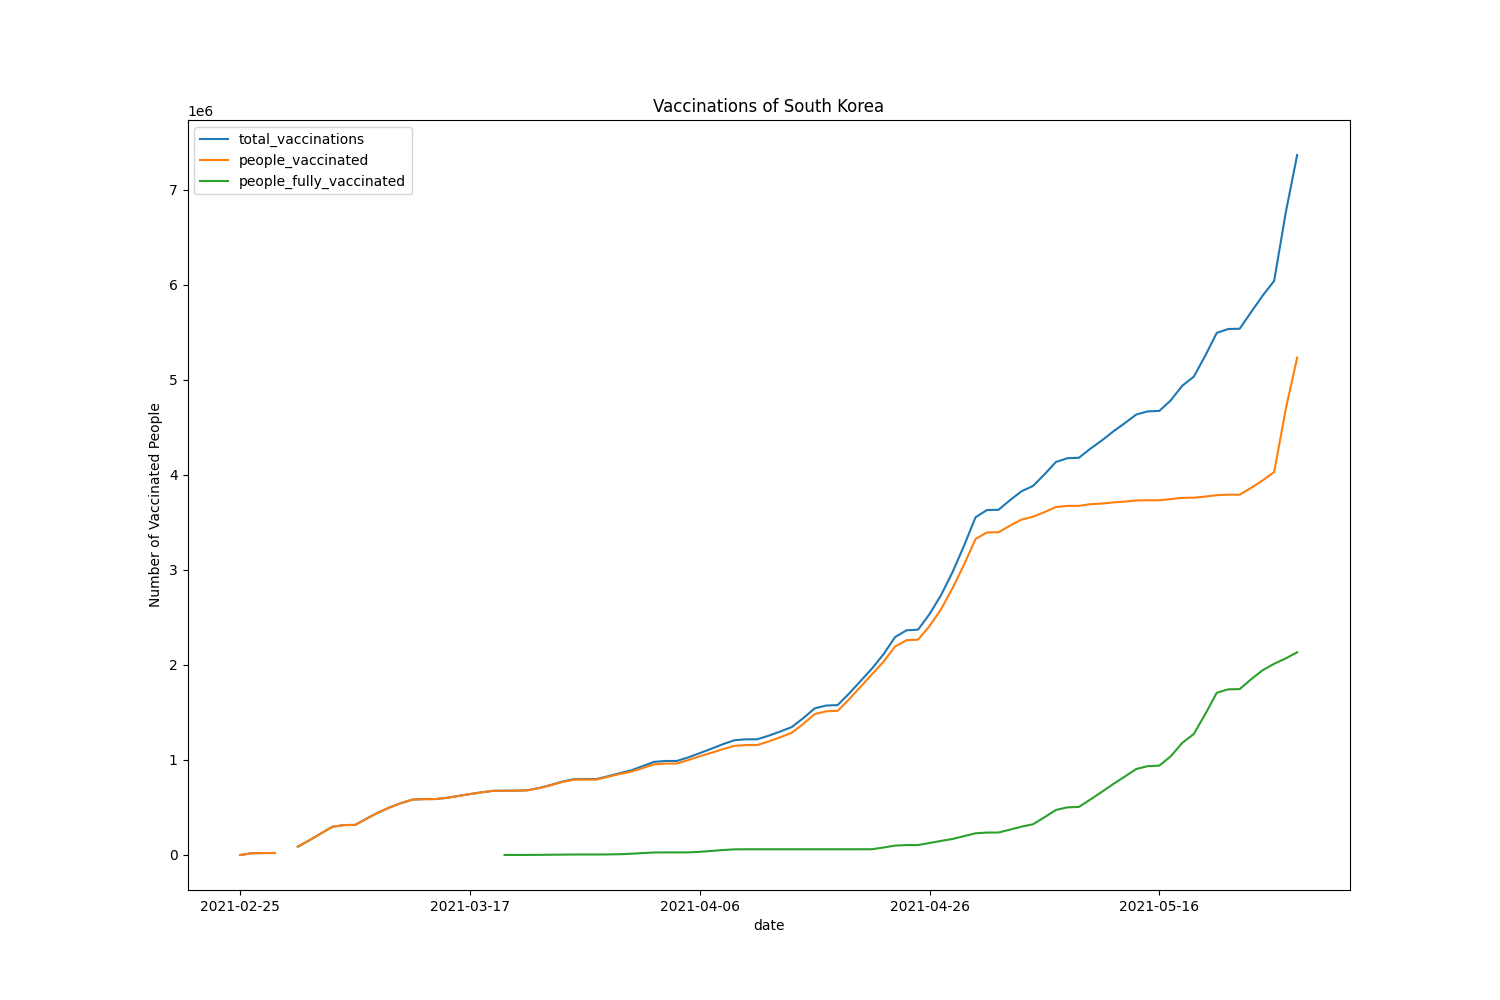 Vaccinations of South Korea
1e6
total_vaccinations
people_vaccinated
people_fully_vaccinated
7
6
5
4
3
2
1
0
Number of Vaccinated People
2021-02-25 2021-03-17 2021-04-06 2021-04-26 2021-05-16
date